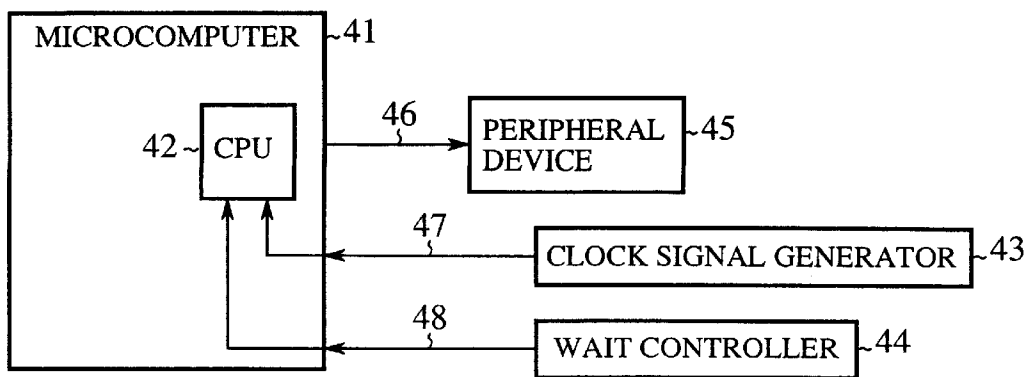 MICROCOMPUTER
41
42
CPU
46
PERIPHERAL
DEVICE
45
47
CLOCK SIGNAL GENERATOR
43
48
WAIT CONTROLLER
44